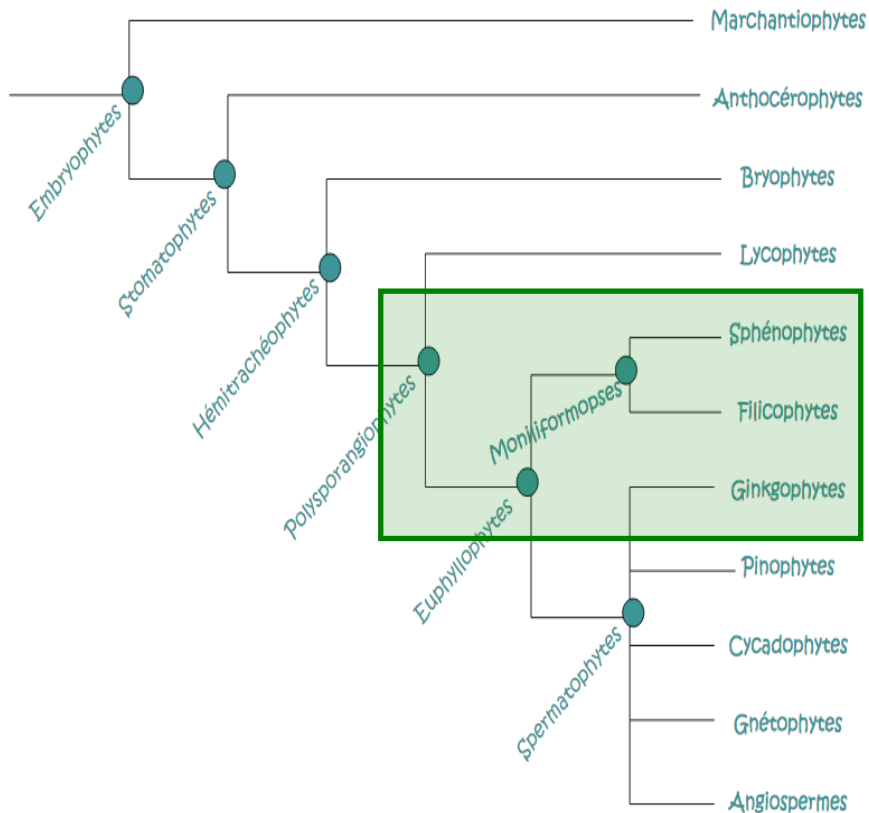 Marchantiophytes
Anthocérophytes
Embryophytes
Bryophytes
Stomatophytes
Lycophytes
Hémitrachéophytes
Sphénophytes
Moniliformopses
Filicophytes
Polysporangiophytes
Ginkgophytes
Euphyllophytes
Pinophytes
Cycadophytes
Spermatophytes
Gnétophytes
Angiospermes